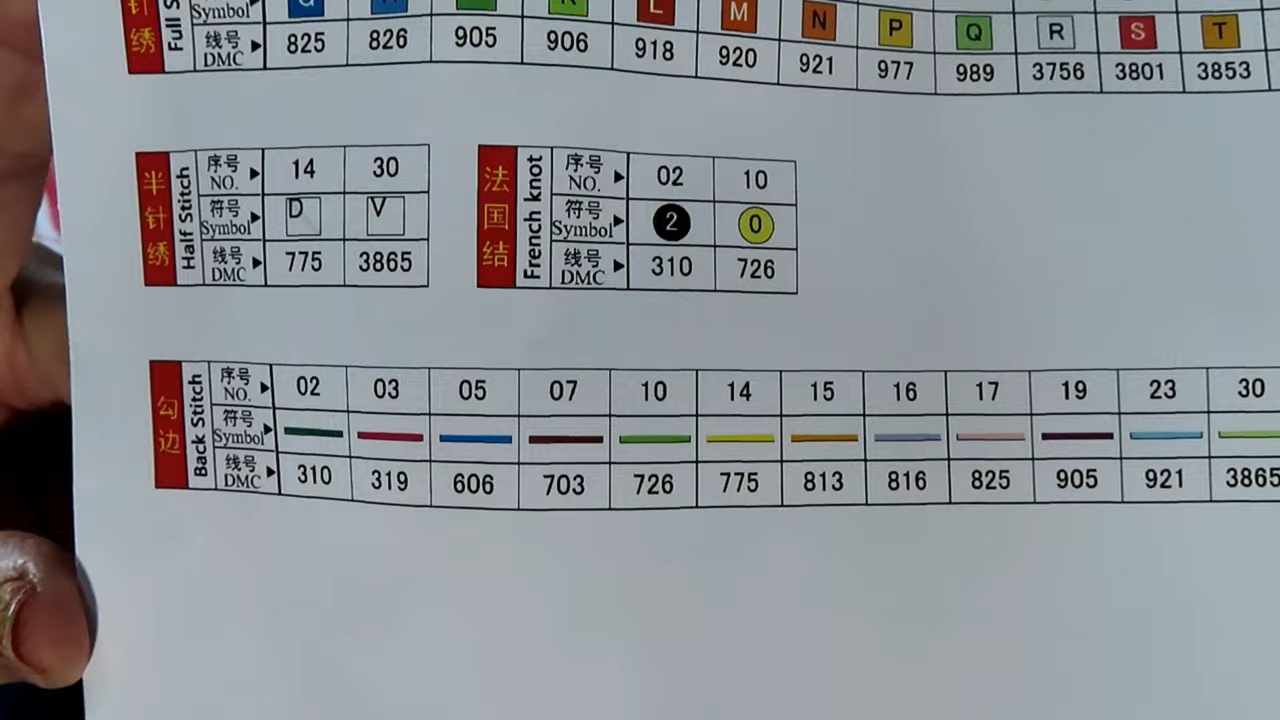 针绣 Full S
Symbol G K L M N P Q R S T
线号 DMC 825 826 905 906 918 920 921 977 989 3756 3801 3853
半针绣 Half Stitch
序号 NO. 14 30
符号 Symbol D V
线号 DMC 775 3865
法国结 French knot
序号 NO. 02 10
符号 Symbol 2 0
线号 DMC 310 726
勾边 Back Stitch
序号 NO. 02 03 05 07 10 14 15 16 17 19 23 30
符号 Symbol
线号 DMC 310 319 606 703 726 775 813 816 825 905 921 3865